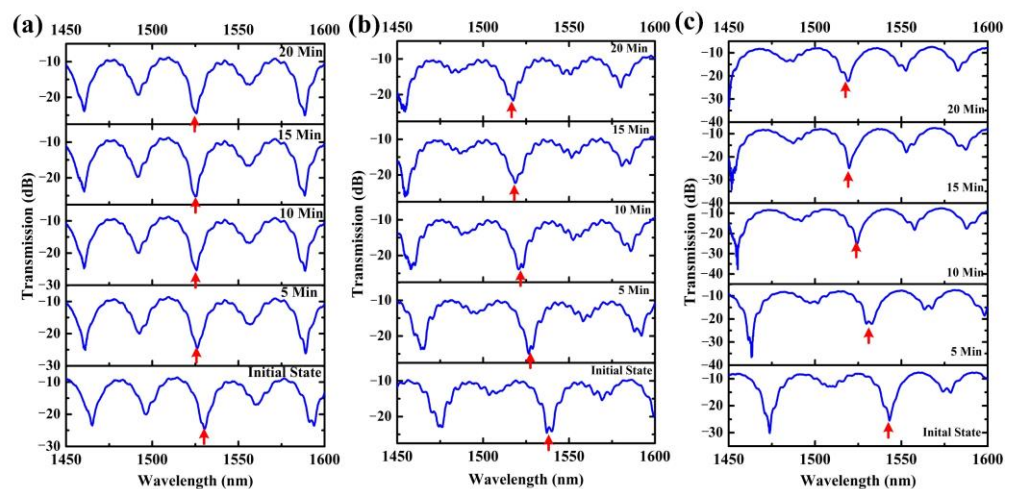 (a)
1450 1500 1550 1600
20 Min
−10
−20
15 Min
−10
−20
10 Min
−10
−20
−30
5 Min
−10
−20
−30
Initial State
−10
−20
−30
1450 1500 1550 1600
Wavelength (nm)
Transmission (dB)
(b)
1450 1500 1550 1600
20 Min
−10
−20
15 Min
−10
−20
10 Min
−10
−20
5 Min
−10
−20
Initial State
−10
−20
1450 1500 1550 1600
Wavelength (nm)
Transmission (dB)
(c)
1450 1500 1550 1600
−10
−20
−30
−40
20 Min
−10
−20
−30
−40
15 Min
−10
−20
−30
−40
10 Min
−10
−20
−30
−40
5 Min
−10
−20
−30
Inital State
1450 1500 1550 1600
Wavelength (nm)
Transmission (dB)